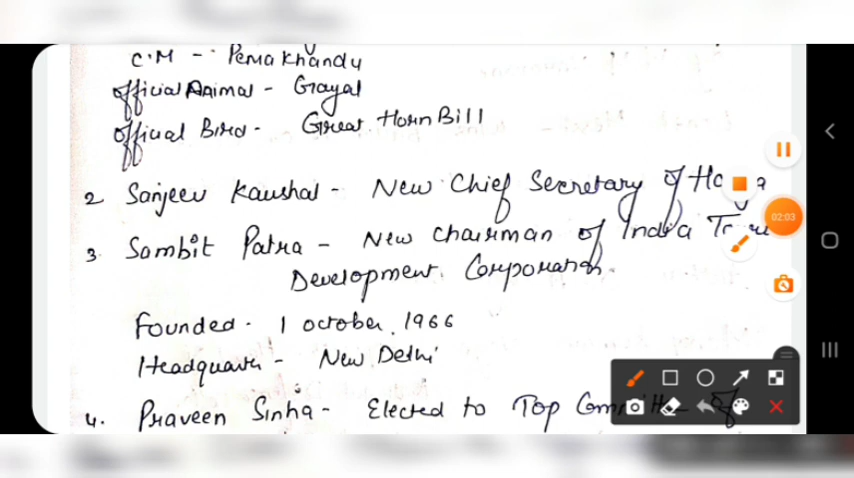 C.M - Pema Khandu
Official Animal - Gayal
Official Bird - Great Horn Bill
2 Sanjeev Kaushal - New Chief Secretary of
3. Sambit Patra - New Chairman of India
Development Corporation.
Founded - 1 october, 1966
Headquarter - New Delhi
02:03
4. Praveen Sinha - Elected to Top